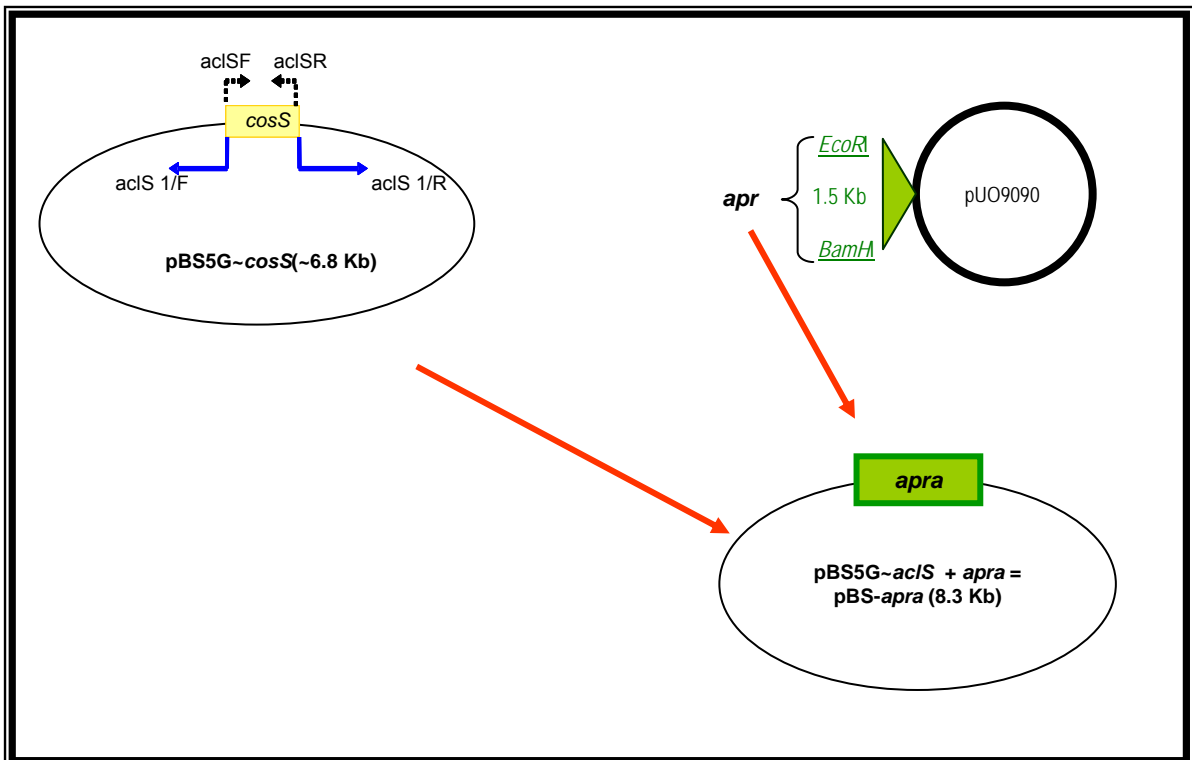 aclSF aclSR
cosS
aclS 1/F
aclS 1/R
pBS5G~cosS(~6.8 Kb)
apr
EcoRI
1.5 Kb
BamHI
pUO9090
apra
pBS5G~aclS + apra =
pBS-apra (8.3 Kb)